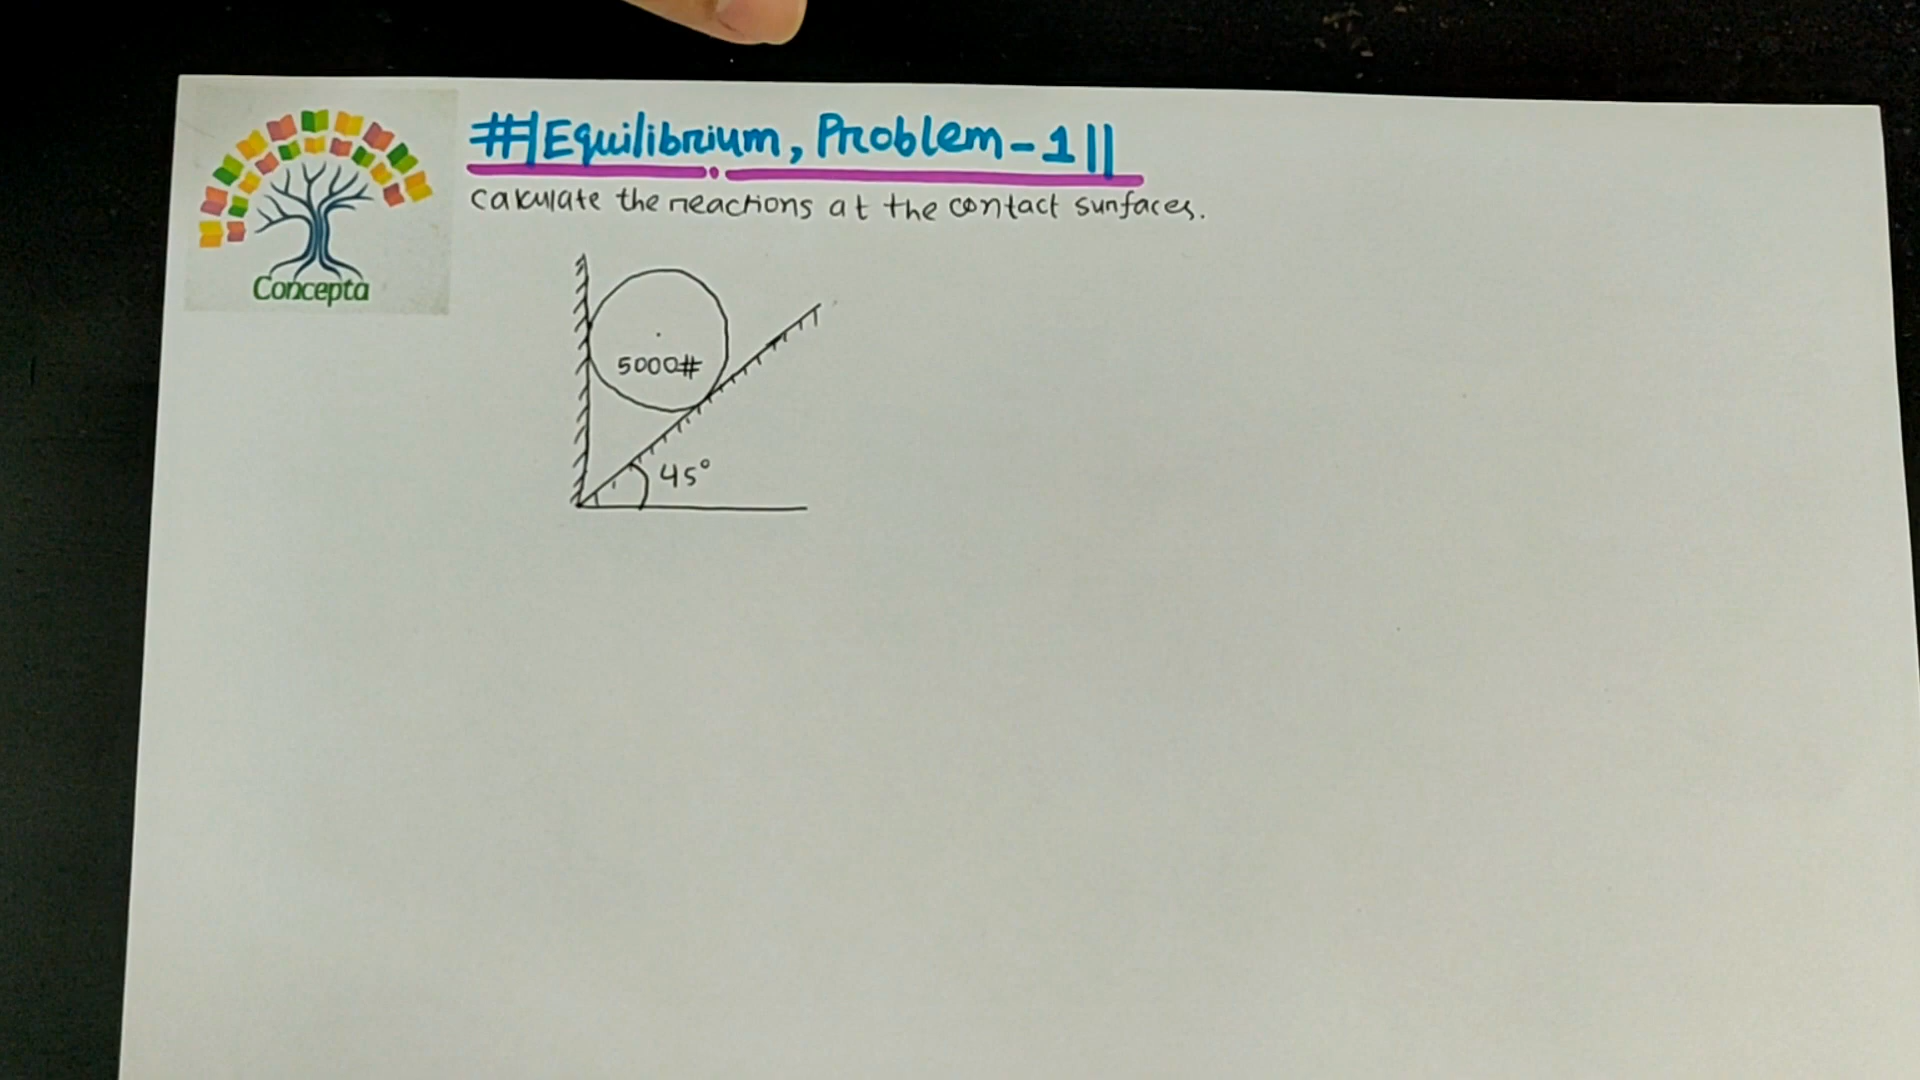 #|Equilibrium, Problem-1||
calculate the reactions at the contact surfaces.
Concepta
5000#
45°